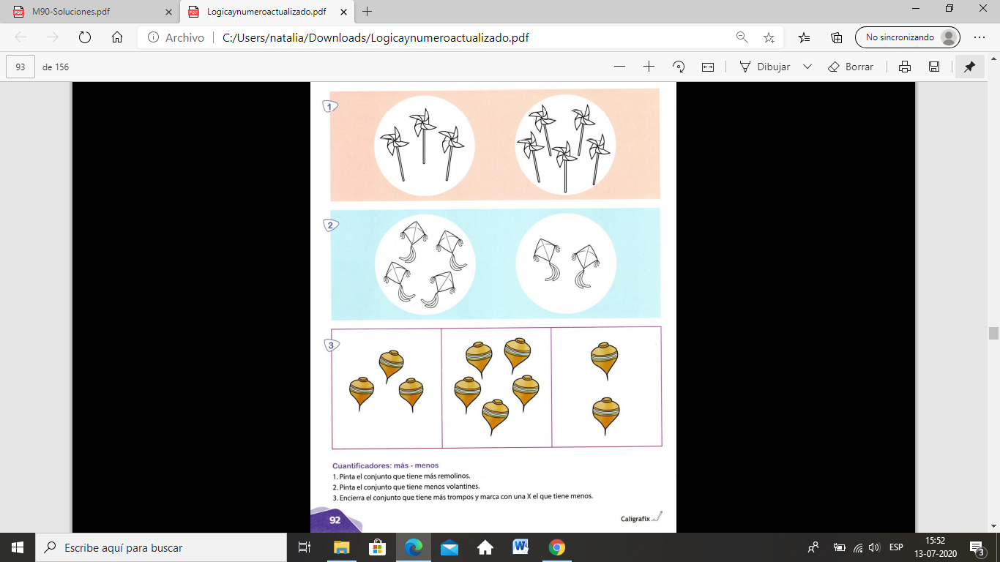 M90-Soluciones.pdf
Logicaynumeroactualizado.pdf
Archivo
C:/Users/natalia/Downloads/Logicaynumeroactualizado.pdf
No sincronizando
93
de 156
Dibujar
Borrar
1
2
3
Cuantificadores: más - menos
1. Pinta el conjunto que tiene más remolinos.
2. Pinta el conjunto que tiene menos volantines.
3. Encierra el conjunto que tiene más trompos y marca con una X el que tiene menos.
92
Caligrafix
Escribe aquí para buscar
ESP
15:52
13-07-2020
3